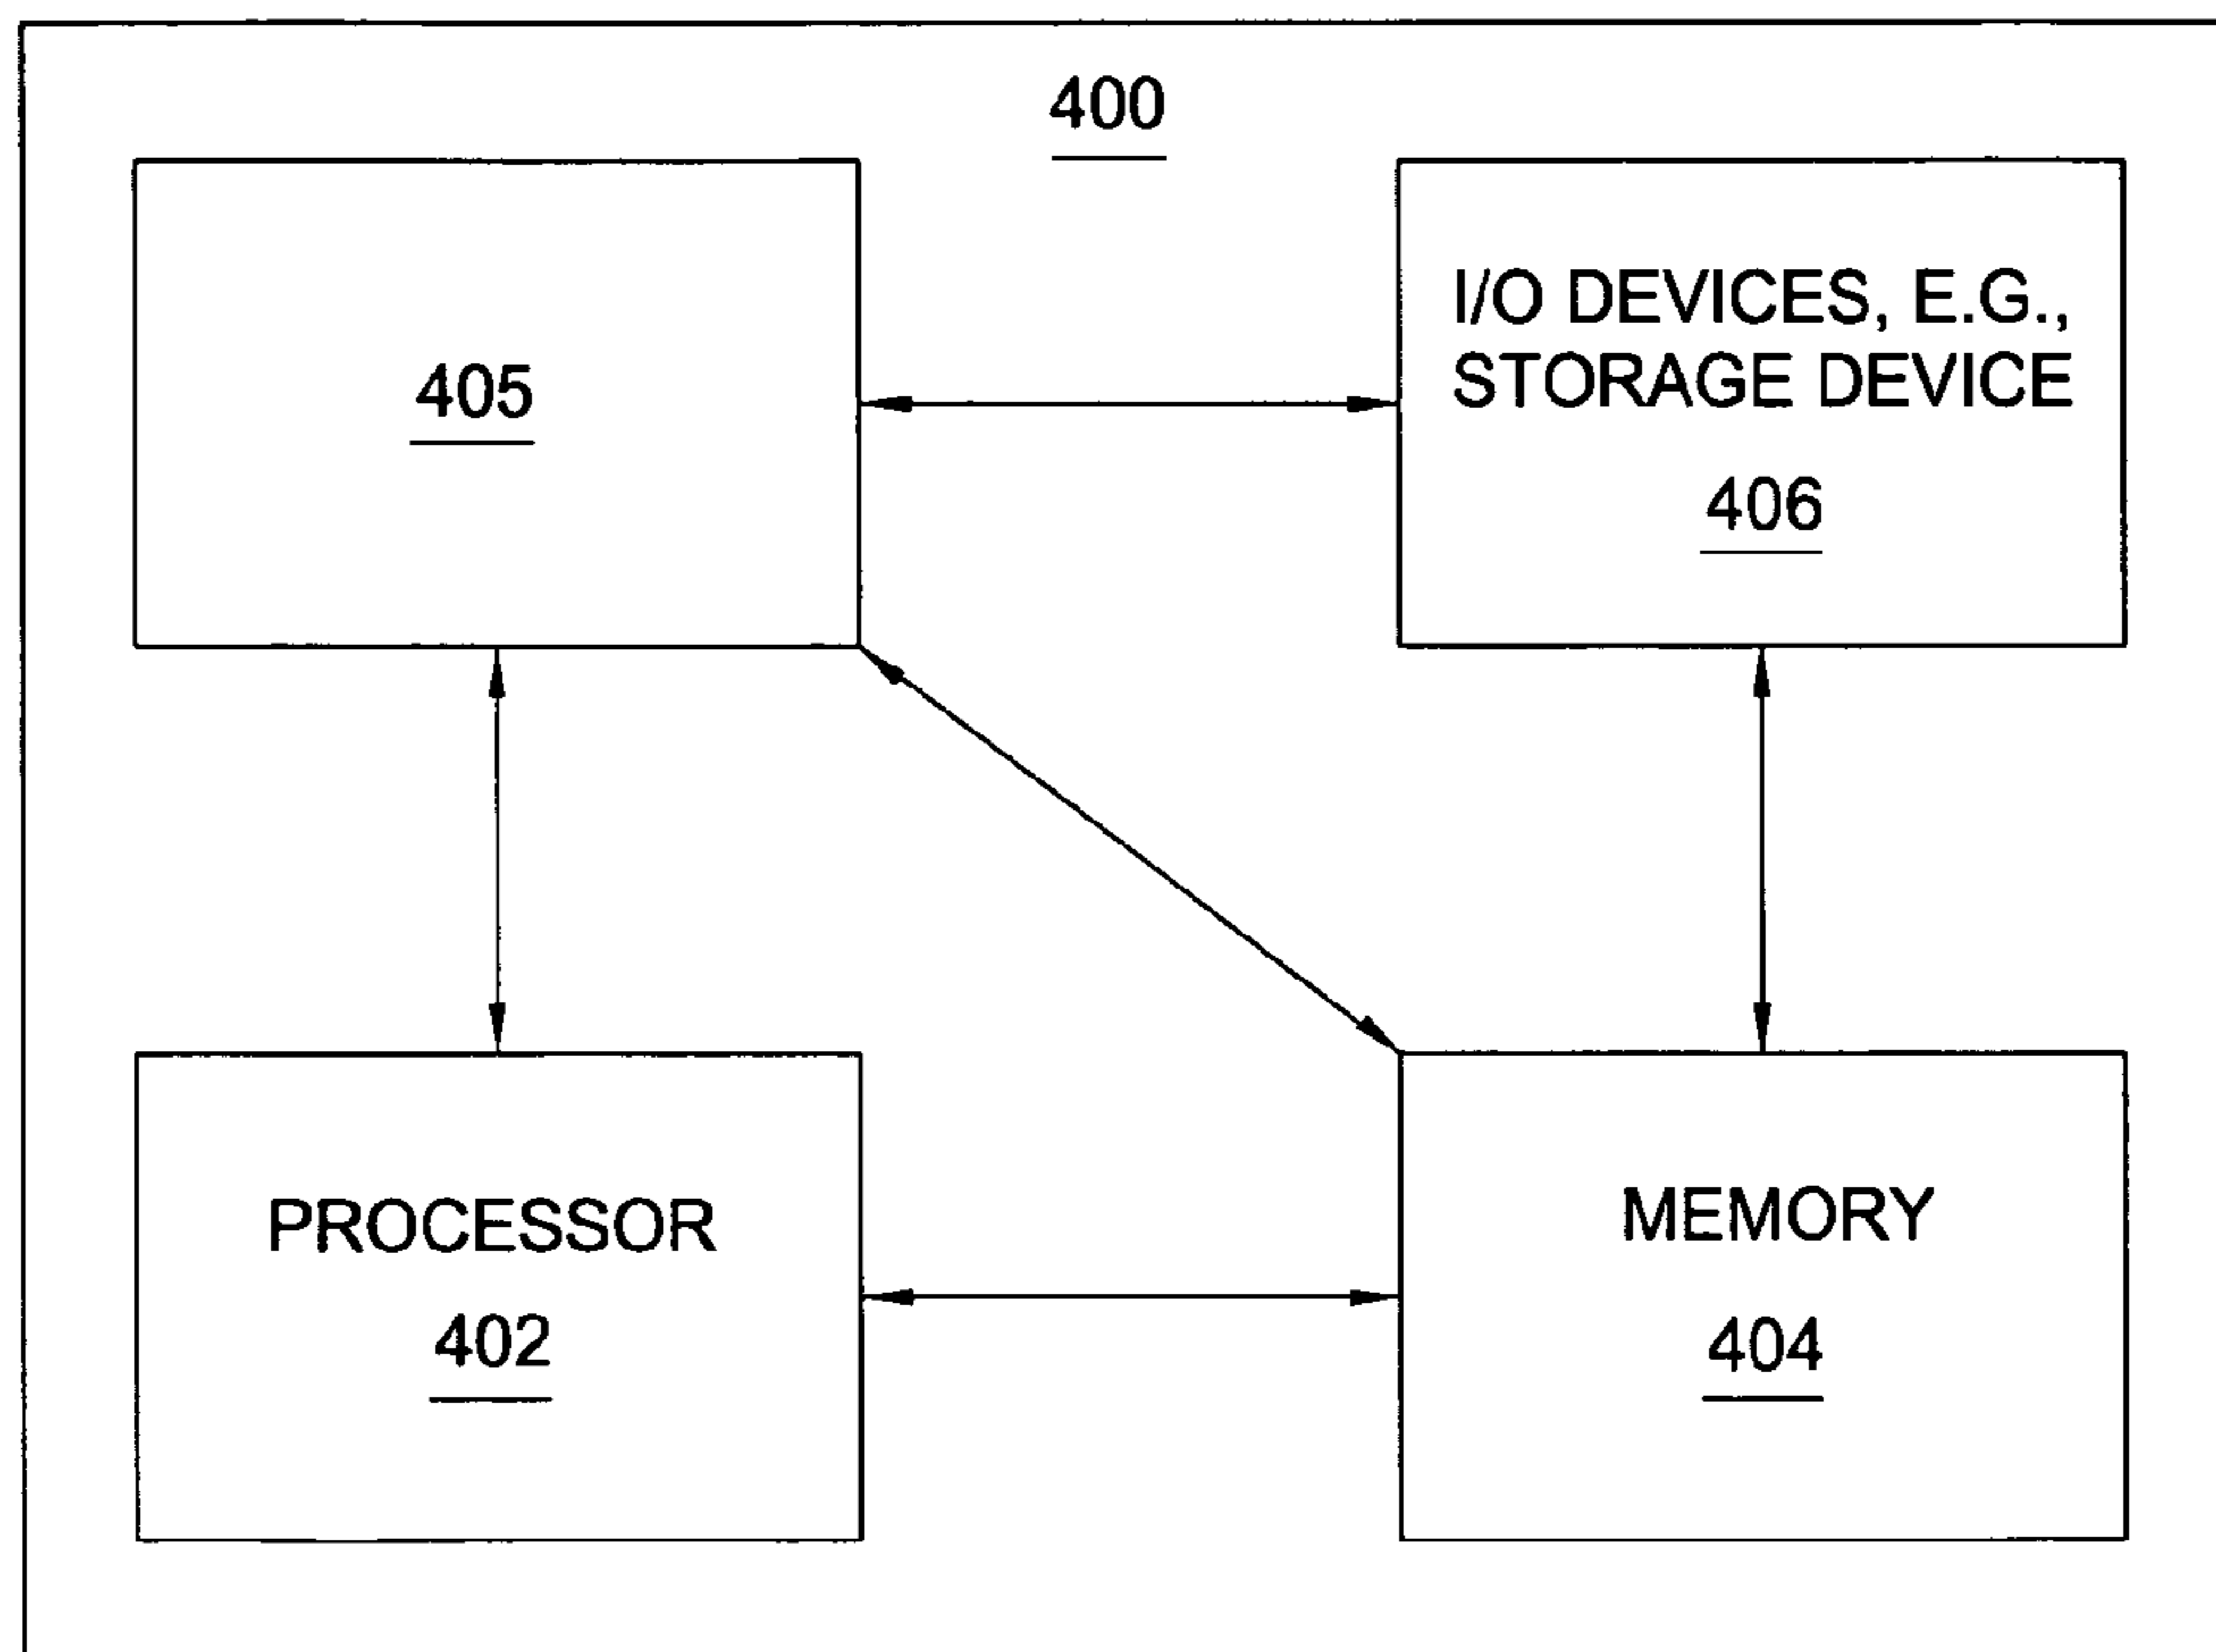 400
405
I/O DEVICES, E.G.,
STORAGE DEVICE
406
PROCESSOR
402
MEMORY
404